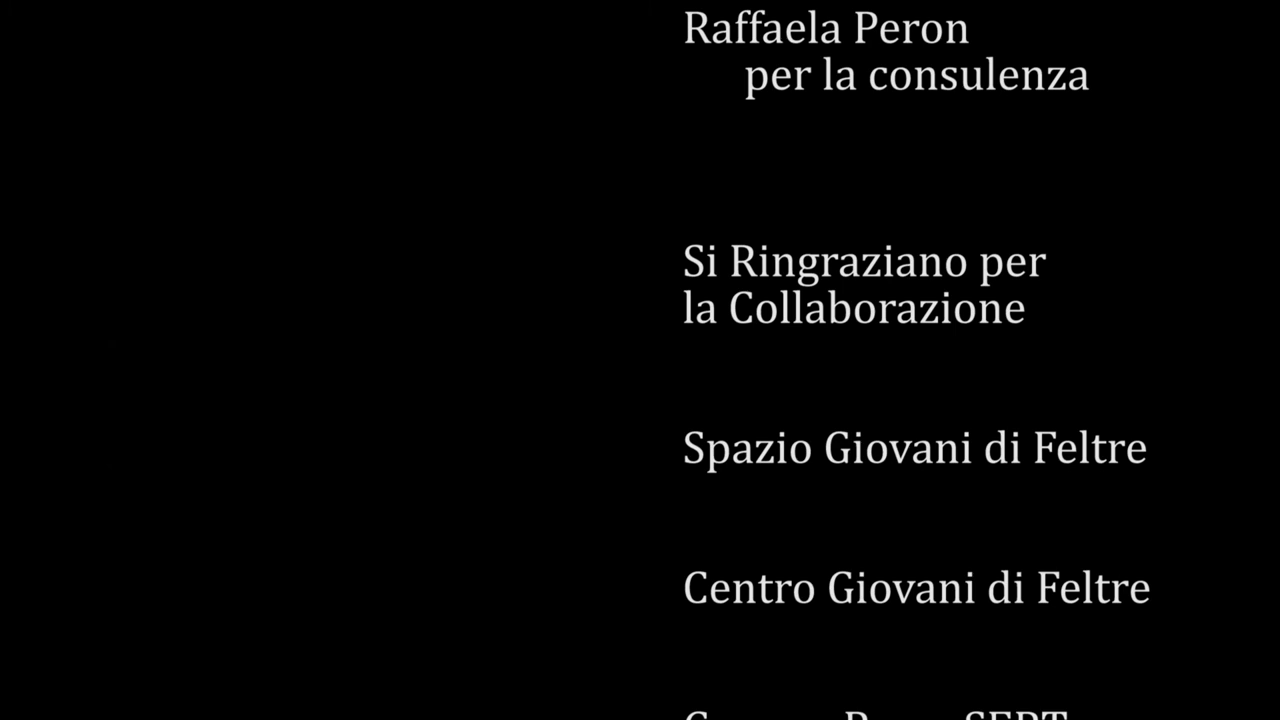 Raffaela Peron
per la consulenza
Si Ringraziano per
la Collaborazione
Spazio Giovani di Feltre
Centro Giovani di Feltre